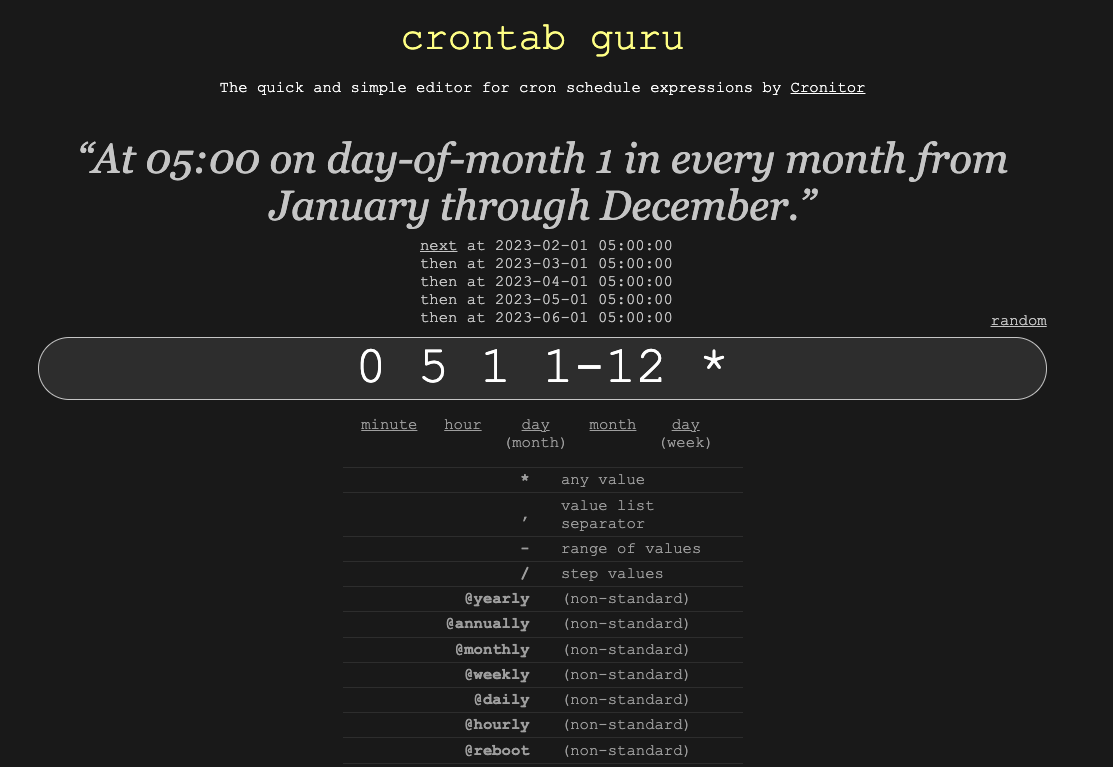 crontab guru
The quick and simple editor for cron schedule expressions by Cronitor
“At 05:00 on day-of-month 1 in every month from
January through December.”
next at 2023-02-01 05:00:00
then at 2023-03-01 05:00:00
then at 2023-04-01 05:00:00
then at 2023-05-01 05:00:00
then at 2023-06-01 05:00:00
random
0 5 1 1-12 *
minute hour day month day
(month) (week)
* any value
, value list
separator
- range of values
/ step values
@yearly (non-standard)
@annually (non-standard)
@monthly (non-standard)
@weekly (non-standard)
@daily (non-standard)
@hourly (non-standard)
@reboot (non-standard)